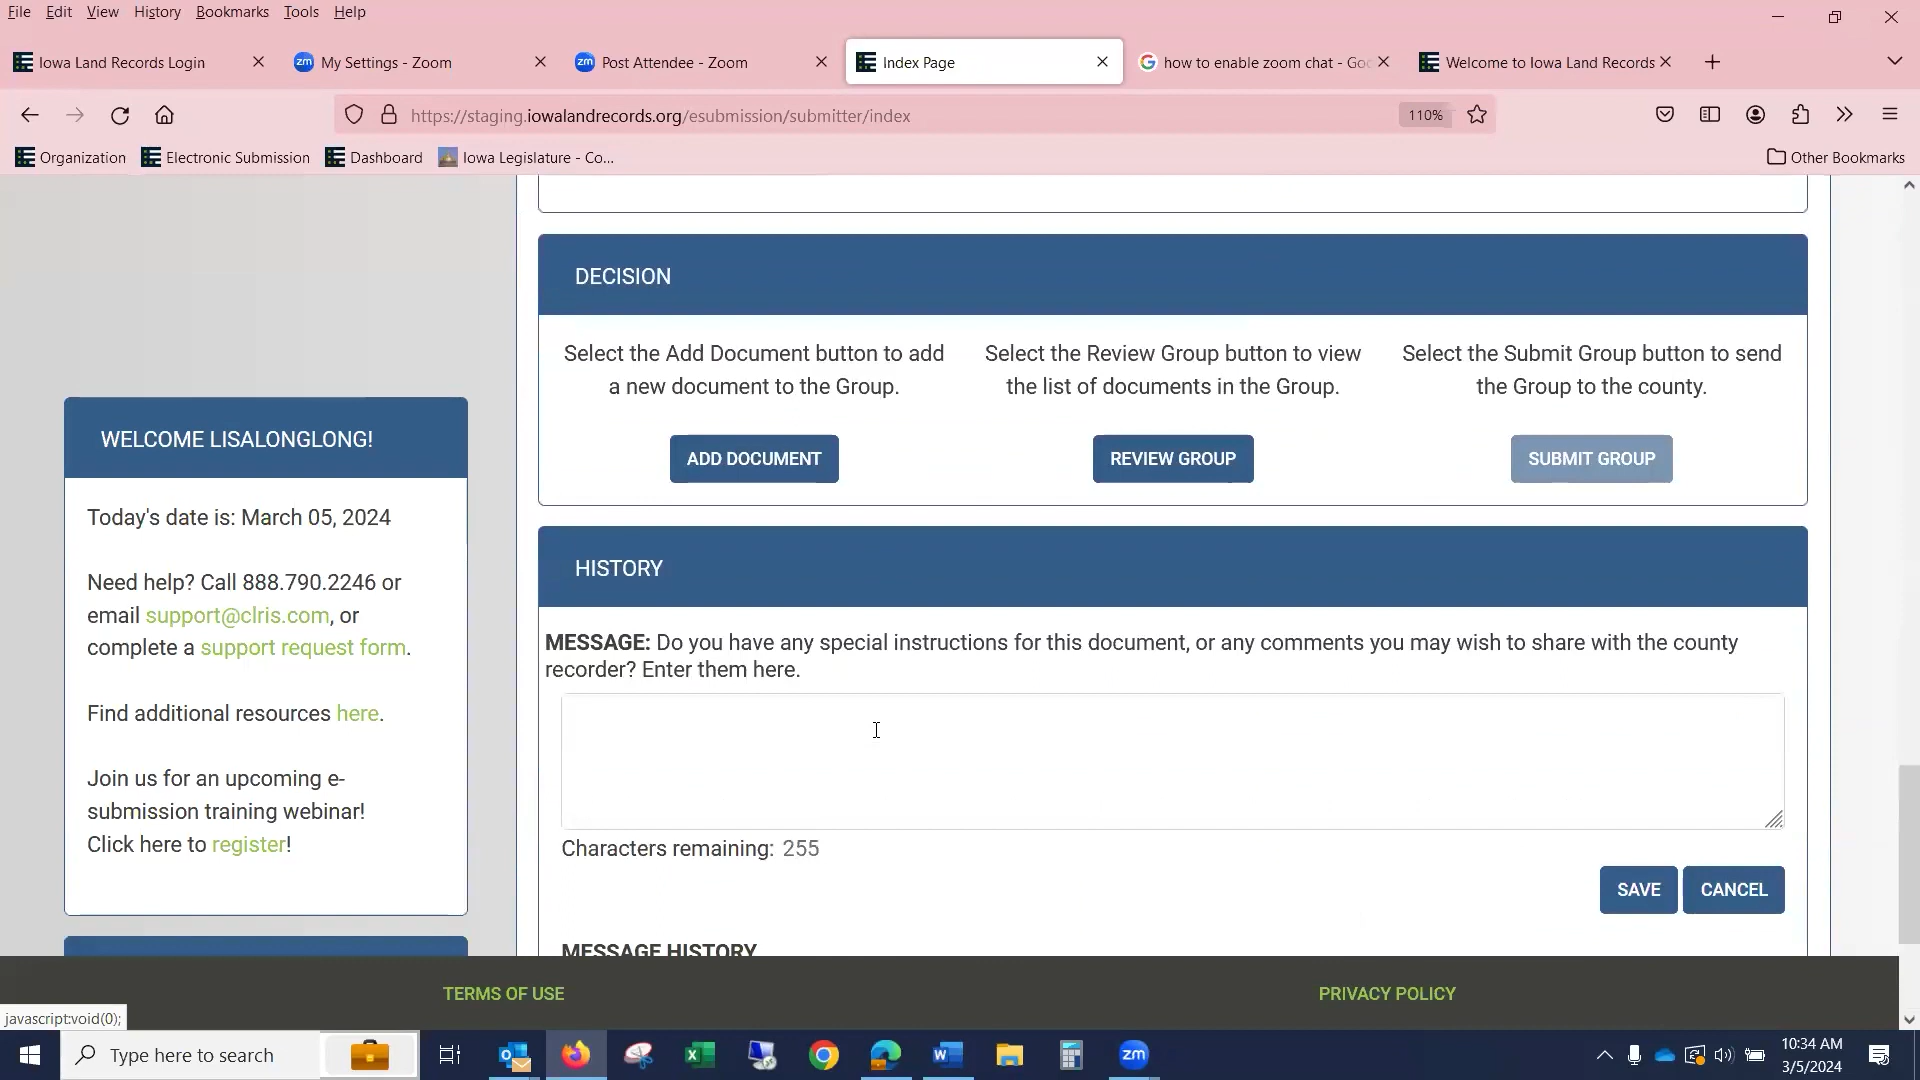 File Edit View History Bookmarks Tools Help
Iowa Land Records Login
My Settings - Zoom
Post Attendee - Zoom
Index Page
how to enable zoom chat - Goo
Welcome to Iowa Land Records
https://staging.iowalandrecords.org/esubmission/submitter/index
110%
Organization
Electronic Submission
Dashboard
Iowa Legislature - Co...
Other Bookmarks
DECISION
Select the Add Document button to add
a new document to the Group.
ADD DOCUMENT
Select the Review Group button to view
the list of documents in the Group.
REVIEW GROUP
Select the Submit Group button to send
the Group to the county.
SUBMIT GROUP
WELCOME LISALONGLONG!
Today's date is: March 05, 2024
Need help? Call 888.790.2246 or
email support@clris.com, or
complete a support request form.
Find additional resources here.
Join us for an upcoming e-
submission training webinar!
Click here to register!
HISTORY
MESSAGE: Do you have any special instructions for this document, or any comments you may wish to share with the county
recorder? Enter them here.
Characters remaining: 255
SAVE
CANCEL
MESSAGE HISTORY
TERMS OF USE
PRIVACY POLICY
javascript:void(0);
Type here to search
10:34 AM
3/5/2024